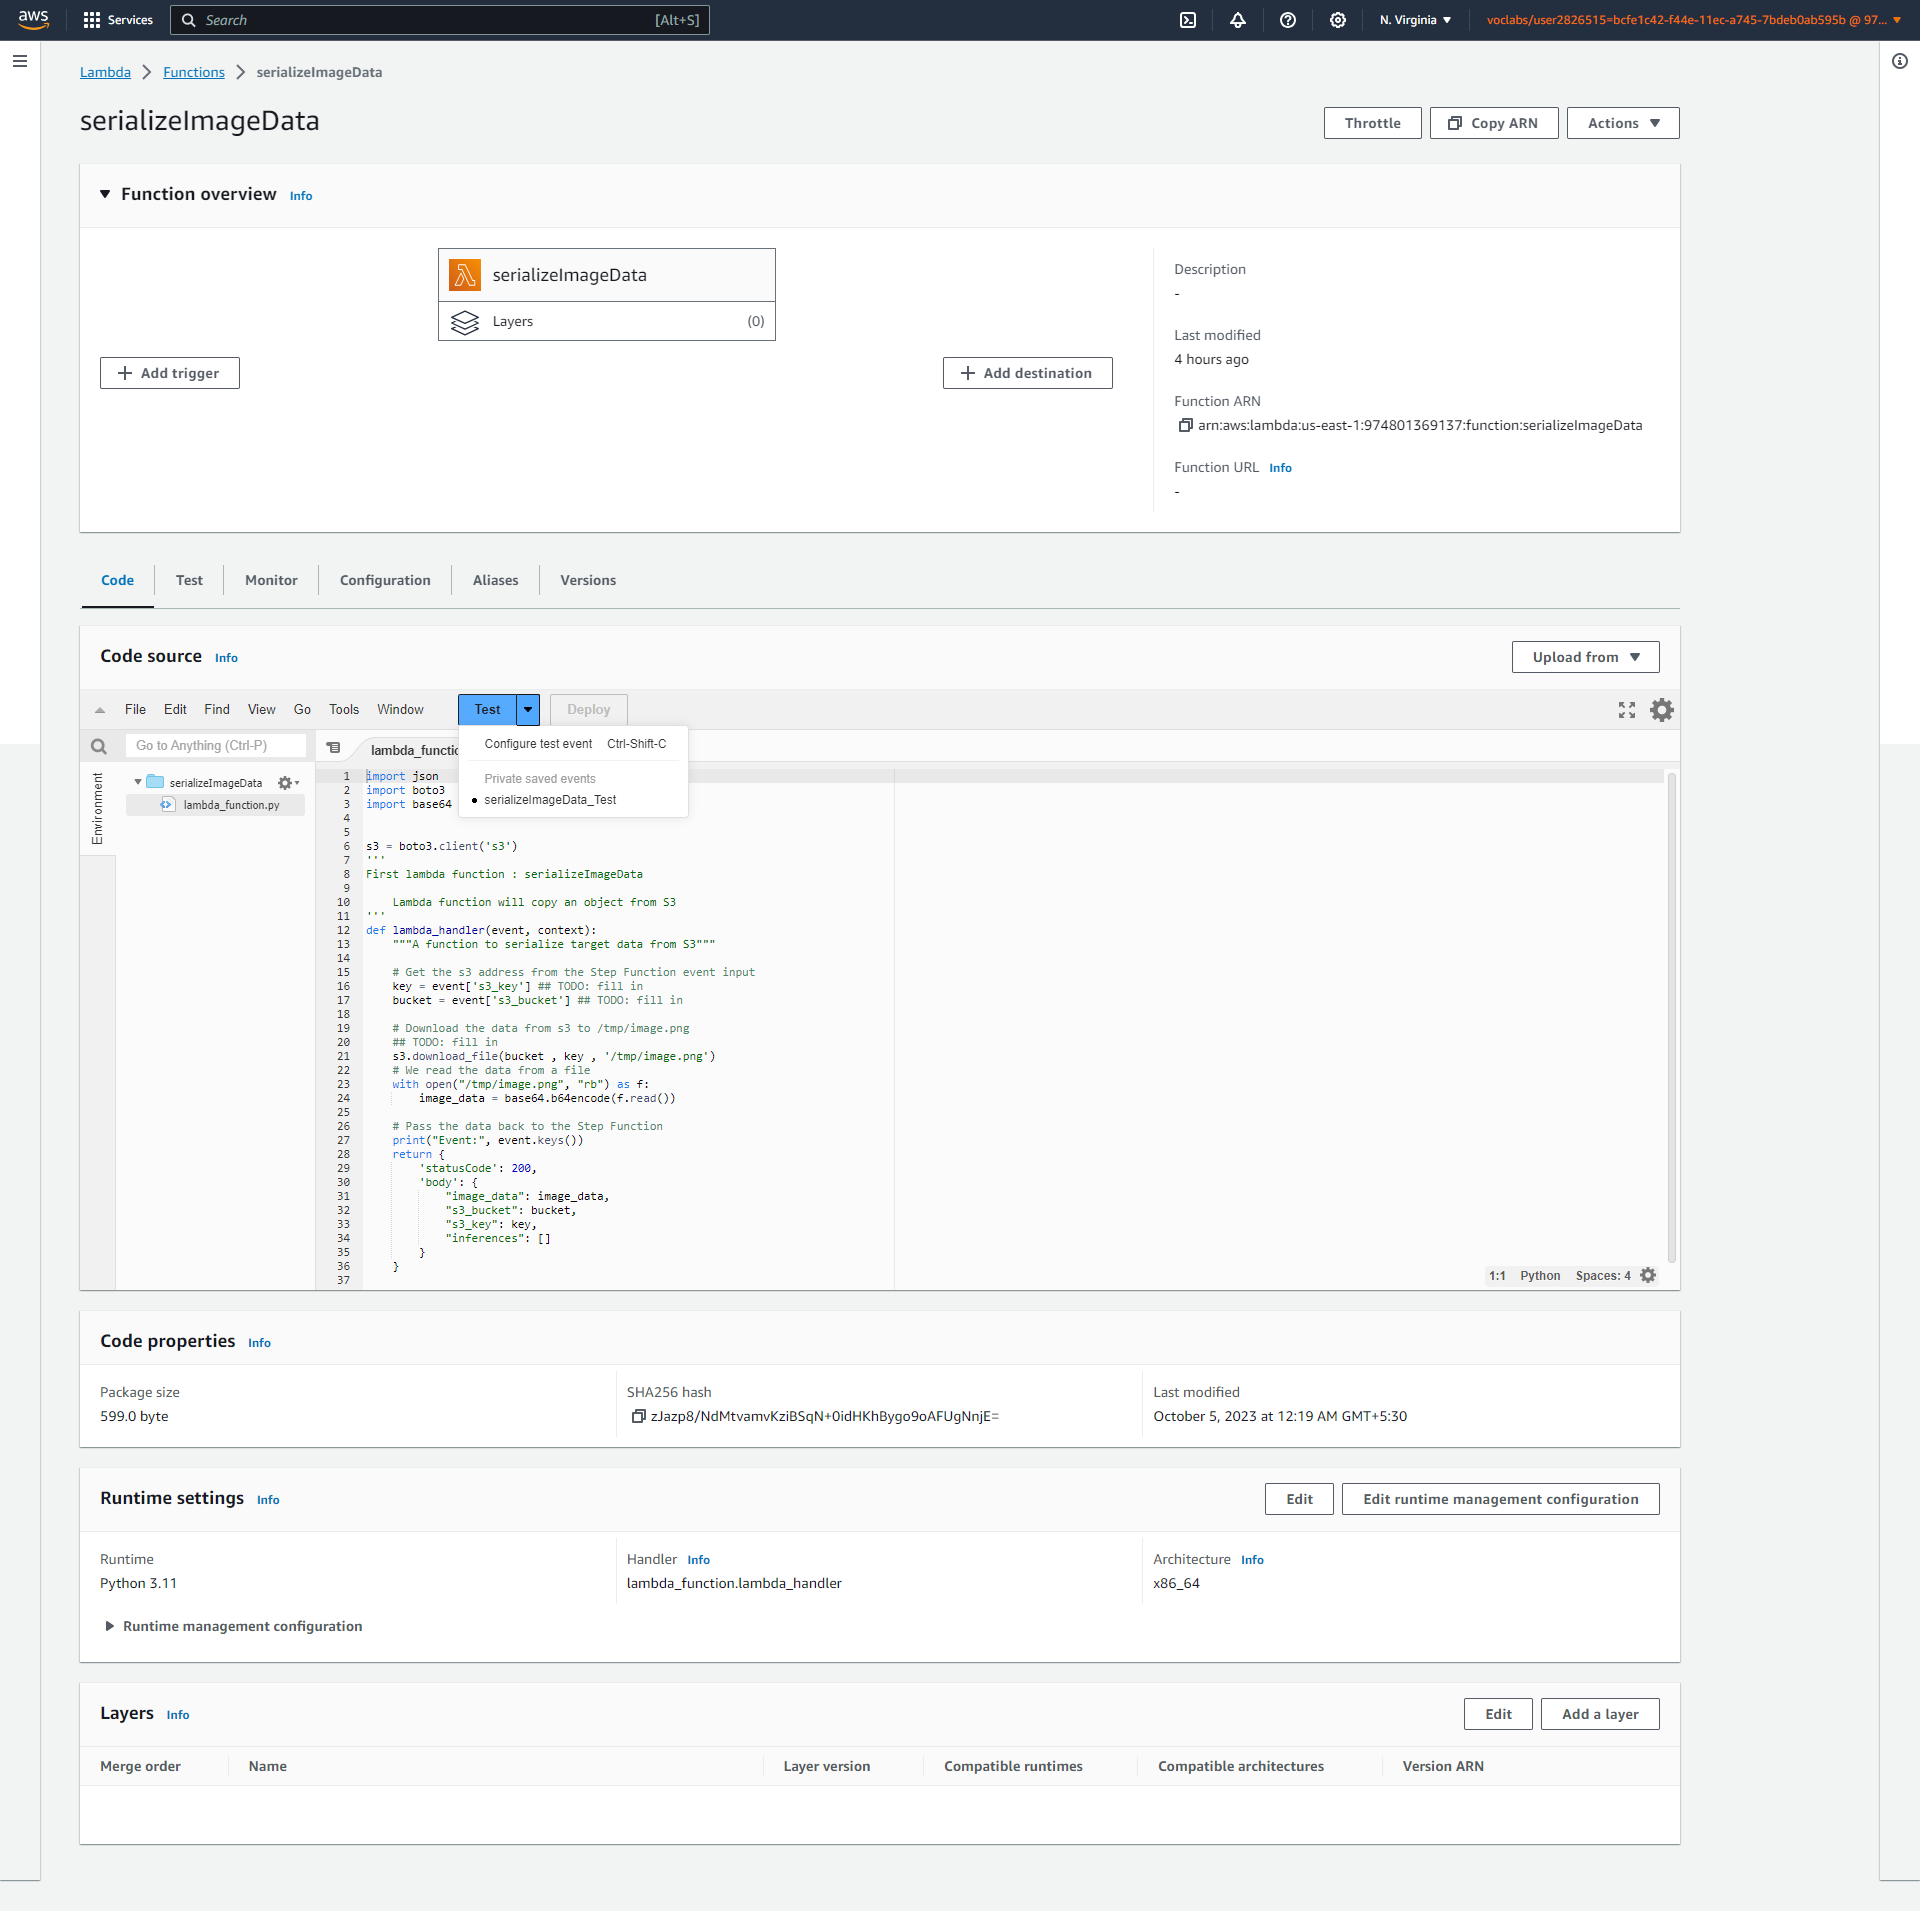 aws
Services
Search
[Alt+S]
N. Virginia
voclabs/user2826515=bcfe1c42-f44e-11ec-a745-7bdeb0ab595b @ 97...
Lambda
Functions
serializeImageData
serializeImageData
Throttle
Copy ARN
Actions
Function overview Info
serializeImageData
Layers
(0)
Add trigger
Add destination
Description
-
Last modified
4 hours ago
Function ARN
arn:aws:lambda:us-east-1:974801369137:function:serializeImageData
Function URL Info
-
Code
Test
Monitor
Configuration
Aliases
Versions
Code source Info
Upload from
File Edit Find View Go Tools Window
Test
Deploy
Configure test event Ctrl-Shift-C
Private saved events
serializeImageData_Test
Go to Anything (Ctrl-P)
Environment
serializeImageData
lambda_function.py
lambda_functio
1 import json
2 import boto3
3 import base64
4
5
6 s3 = boto3.client('s3')
7 '''
8 First lambda function : serializeImageData
9
10     Lambda function will copy an object from S3
11 '''
12 def lambda_handler(event, context):
13     """A function to serialize target data from S3"""
14
15     # Get the s3 address from the Step Function event input
16     key = event['s3_key'] ## TODO: fill in
17     bucket = event['s3_bucket'] ## TODO: fill in
18
19     # Download the data from s3 to /tmp/image.png
20     ## TODO: fill in
21     s3.download_file(bucket , key , '/tmp/image.png')
22     # We read the data from a file
23     with open("/tmp/image.png", "rb") as f:
24         image_data = base64.b64encode(f.read())
25
26     # Pass the data back to the Step Function
27     print("Event:", event.keys())
28     return {
29         'statusCode': 200,
30         'body': {
31             "image_data": image_data,
32             "s3_bucket": bucket,
33             "s3_key": key,
34             "inferences": []
35         }
36     }
37
1:1 Python Spaces: 4
Code properties Info
Package size
599.0 byte
SHA256 hash
zJazp8/NdMtvamvKziBSqN+0idHKhBygo9oAFUgNnjE=
Last modified
October 5, 2023 at 12:19 AM GMT+5:30
Runtime settings Info
Edit
Edit runtime management configuration
Runtime
Python 3.11
Handler Info
lambda_function.lambda_handler
Architecture Info
x86_64
Runtime management configuration
Layers Info
Edit
Add a layer
Merge order
Name
Layer version
Compatible runtimes
Compatible architectures
Version ARN